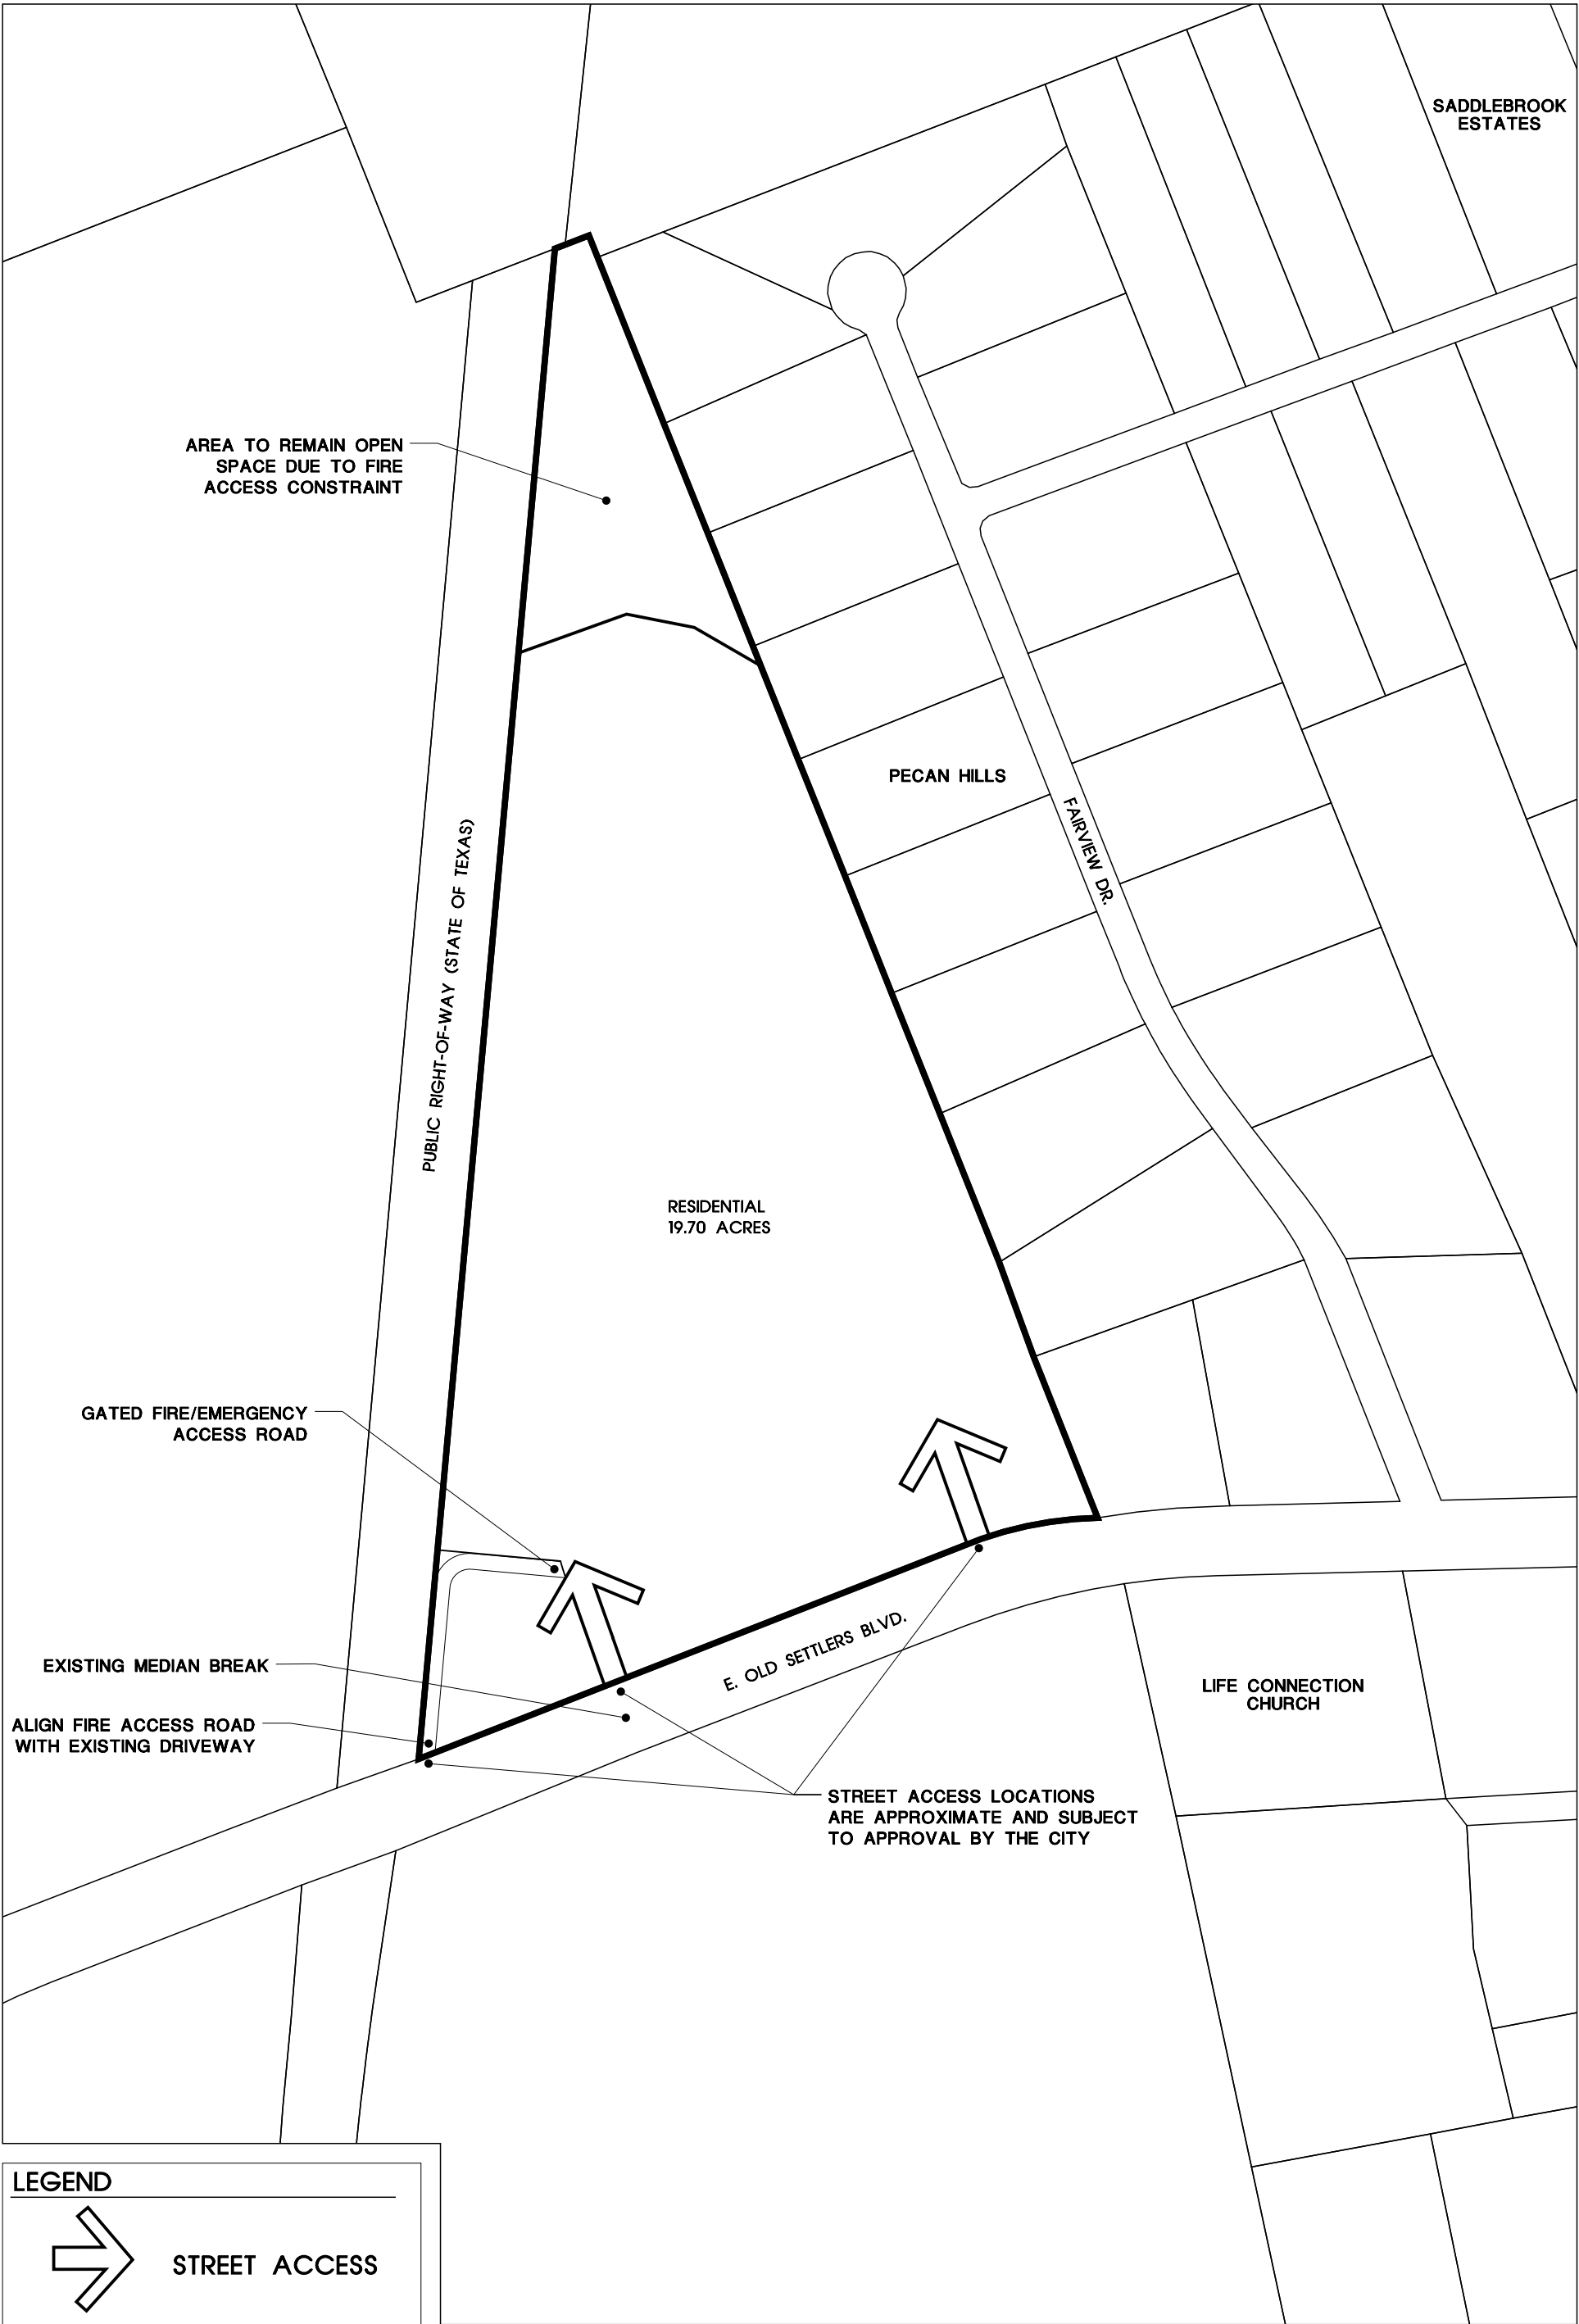 SADDLEBROOK
ESTATES
AREA TO REMAIN OPEN
SPACE DUE TO FIRE
ACCESS CONSTRAINT
PECAN HILLS
FAIRVIEW DR.
PUBLIC RIGHT-OF-WAY (STATE OF TEXAS)
RESIDENTIAL
19.70 ACRES
GATED FIRE/EMERGENCY
ACCESS ROAD
E. OLD SETTLERS BLVD.
EXISTING MEDIAN BREAK
LIFE CONNECTION
CHURCH
ALIGN FIRE ACCESS ROAD
WITH EXISTING DRIVEWAY
STREET ACCESS LOCATIONS
ARE APPROXIMATE AND SUBJECT
TO APPROVAL BY THE CITY
LEGEND
STREET ACCESS